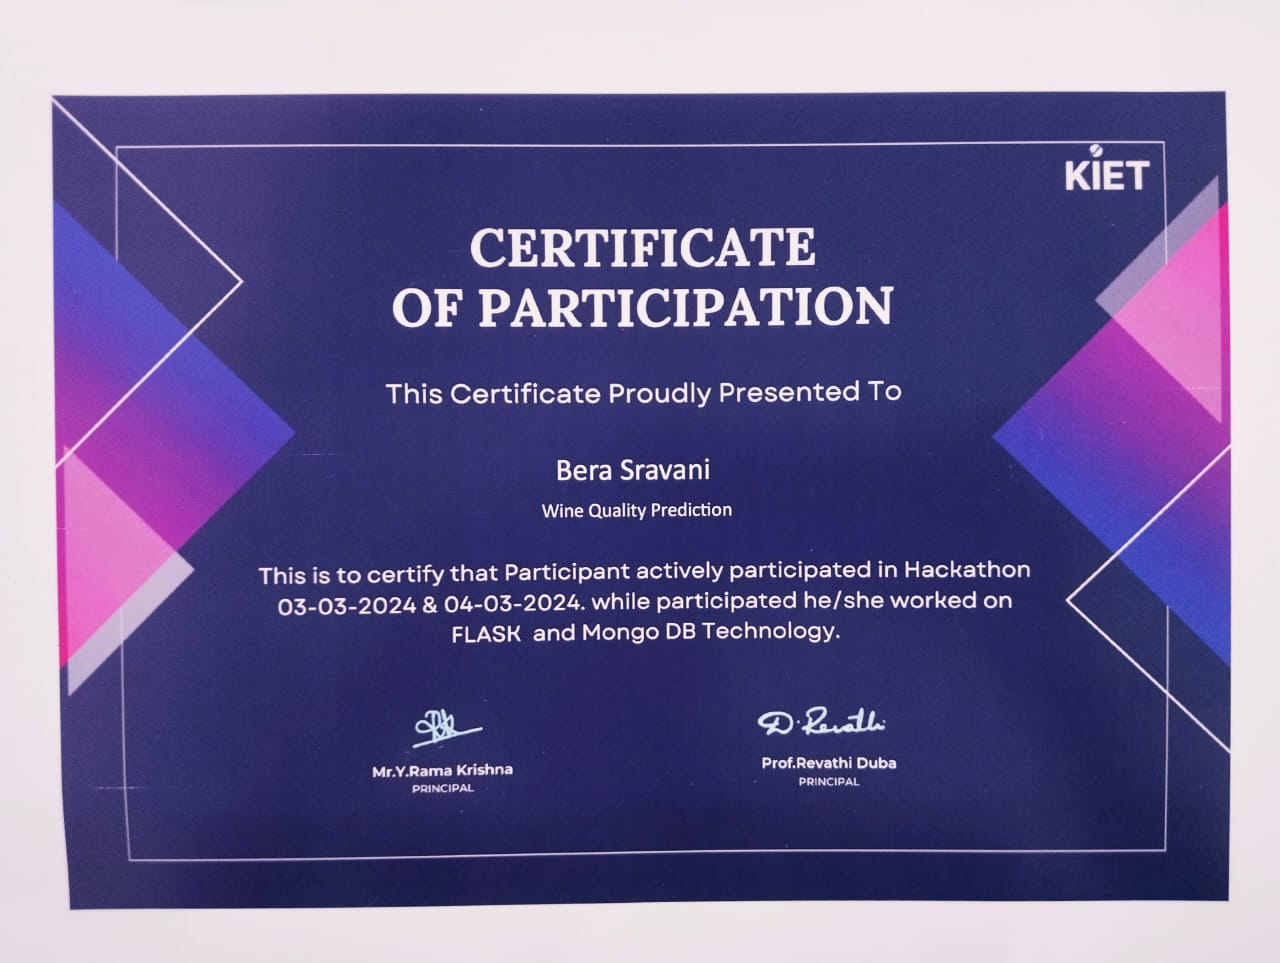 KIET
CERTIFICATE
OF PARTICIPATION
This Certificate Proudly Presented To
Bera Sravani
Wine Quality Prediction
This is to certify that Participant actively participated in Hackathon
03-03-2024 & 04-03-2024. while participated he/she worked on
FLASK and Mongo DB Technology.
D. Revathi
Mr.Y.Rama Krishna
PRINCIPAL
Prof.Revathi Duba
PRINCIPAL